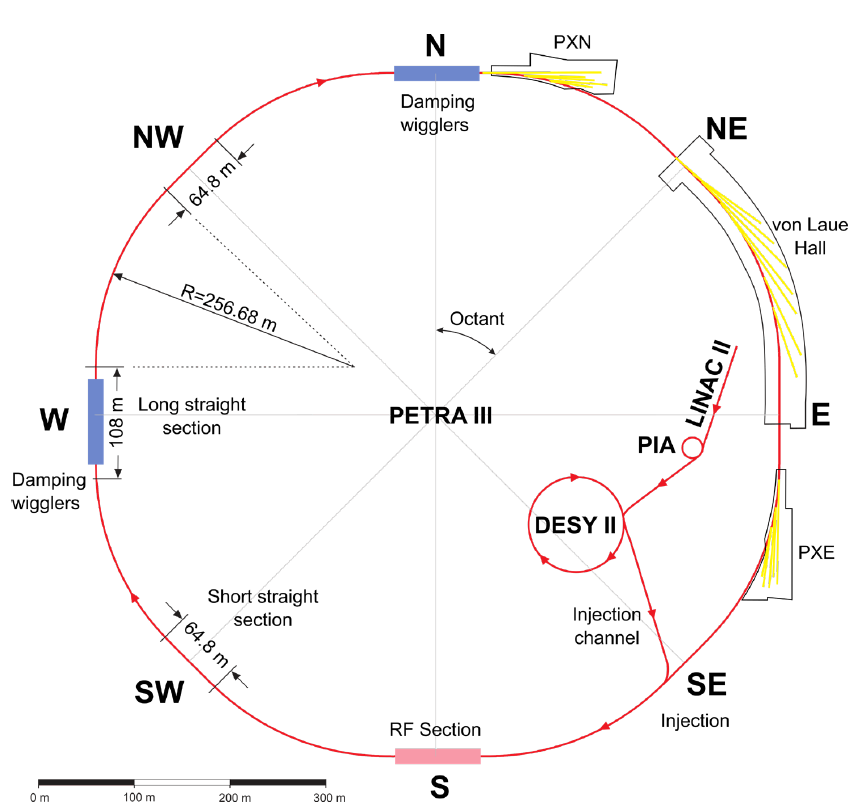 N
PXN
Damping
wigglers
NW
NE
64.8 m
von Laue
Hall
R=256.68 m
Octant
LINAC II
W
108 m
Long straight
section
PETRA III
E
PIA
Damping
wigglers
DESY II
PXE
Short straight
section
64.8 m
Injection
channel
SW
SE
Injection
RF Section
S
0 m
100 m
200 m
300 m